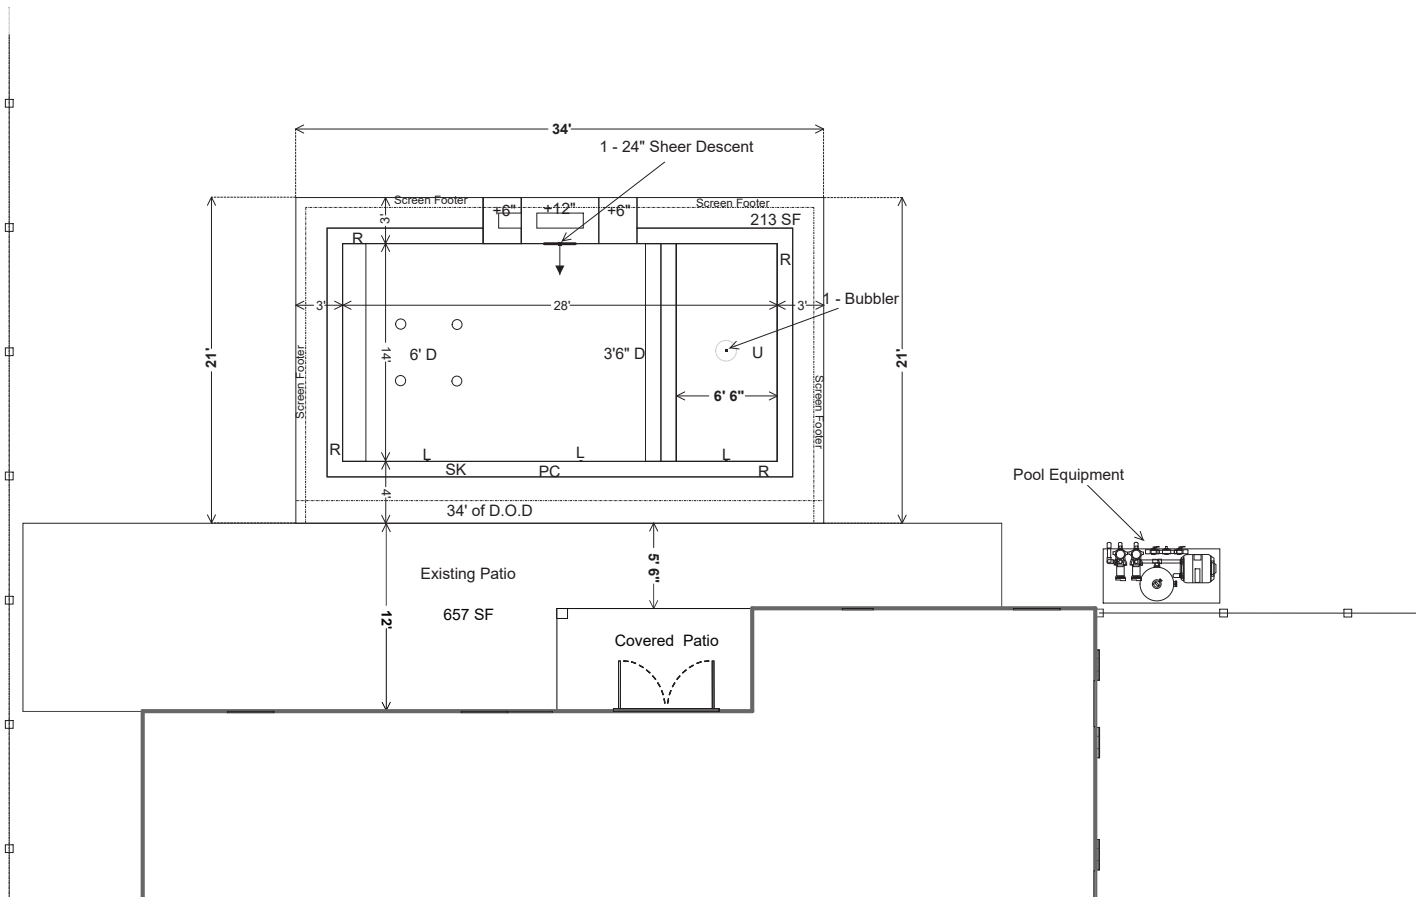 34'
1 - 24" Sheer Descent
Screen Footer
+6"
+12"
+6"
Screen Footer
3'
213 SF
R
R
3'
28'
3'
1 - Bubbler
21'
14'
6' D
3'6" D
U
21'
Screen Footer
6' 6"
Screen Footer
R
L
L
L
SK
PC
R
Pool Equipment
4'
34' of D.O.D
5' 6"
Existing Patio
12'
657 SF
Covered Patio